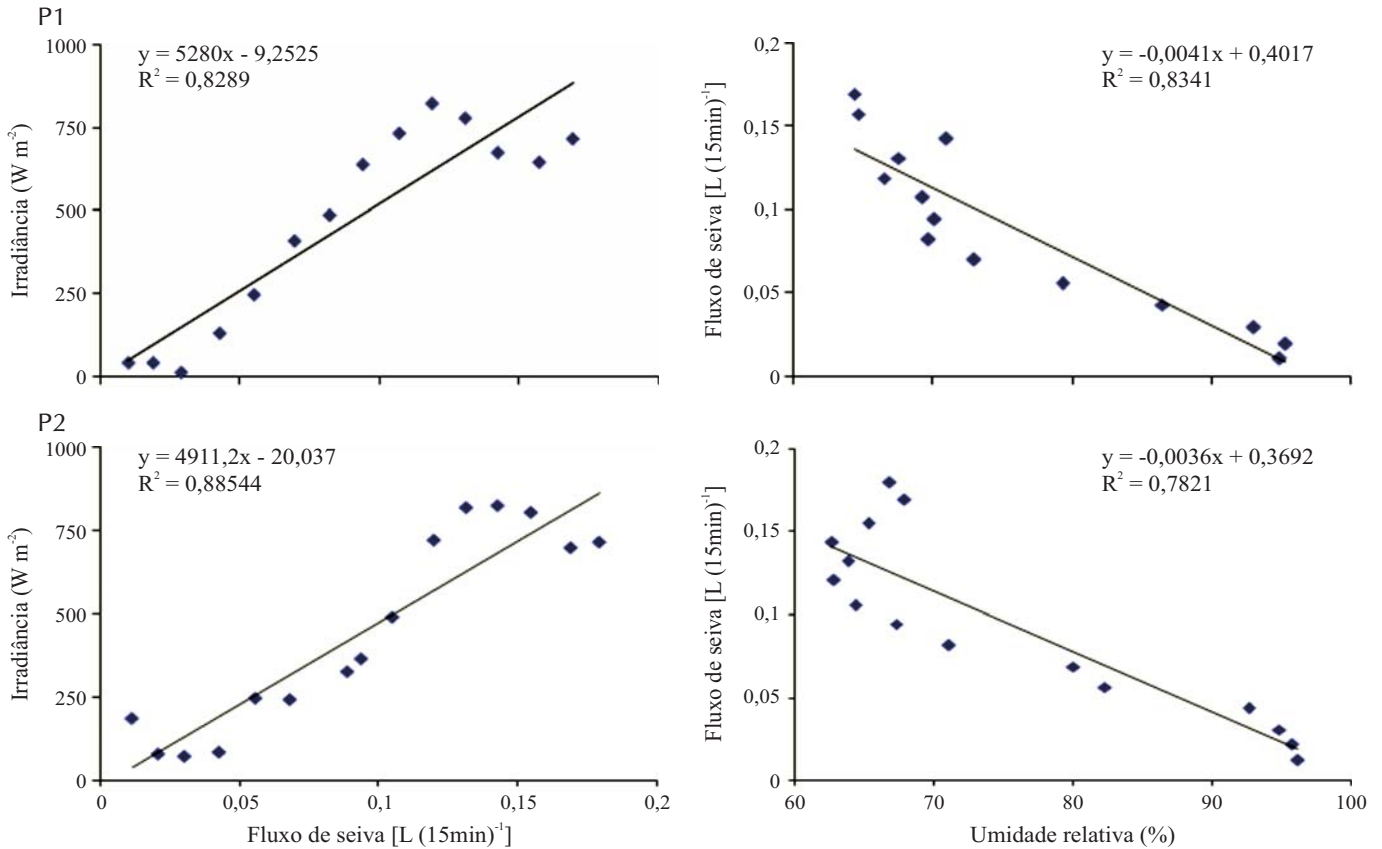 P1
y = 5280x - 9,2525
R² = 0,8289
Irradiância (W m⁻²)
1000
750
500
250
0
y = -0,0041x + 0,4017
R² = 0,8341
Fluxo de seiva [L (15min)⁻¹]
0,2
0,15
0,1
0,05
0
P2
y = 4911,2x - 20,037
R² = 0,88544
Irradiância (W m⁻²)
1000
750
500
250
0
0 0,05 0,1 0,15 0,2
Fluxo de seiva [L (15min)⁻¹]
y = -0,0036x + 0,3692
R² = 0,7821
Fluxo de seiva [L (15min)⁻¹]
0,2
0,15
0,1
0,05
0
60 70 80 90 100
Umidade relativa (%)